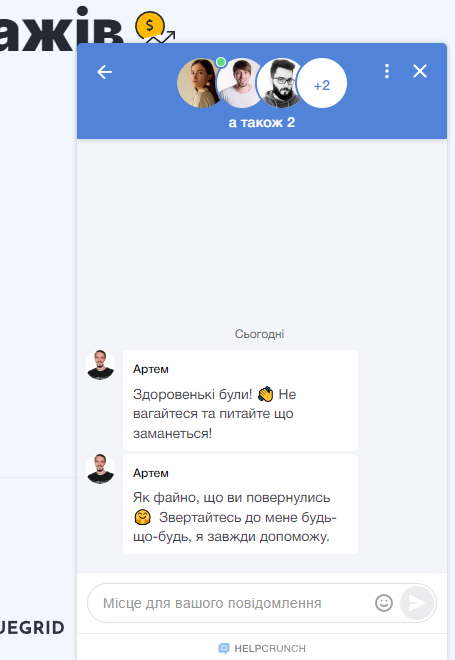 ажів
+2
а також 2
Сьогодні
Артем
Здоровенькі були! 👏 Не
вагайтеся та питайте що
заманеться!
Артем
Як файно, що ви повернулись
🤗 Звертайтесь до мене будь-
що-будь, я завжди допоможу.
Місце для вашого повідомлення
UEGRID
HELPCRUNCH